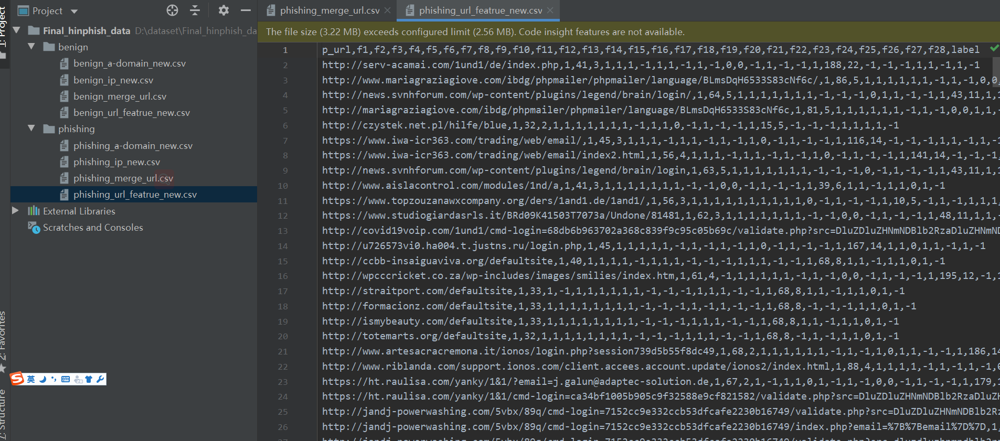 1: Project
Project
Final_hinphish_data D:\dataset\Final_hinphish_da
benign
benign_a-domain_new.csv
benign_ip_new.csv
benign_merge_url.csv
benign_url_featrue_new.csv
phishing
phishing_a-domain_new.csv
phishing_ip_new.csv
phishing_merge_url.csv
phishing_url_featrue_new.csv
External Libraries
Scratches and Consoles
2: Favorites
英
7: Structure
phishing_merge_url.csv
phishing_url_featrue_new.csv
The file size (3.22 MB) exceeds configured limit (2.56 MB). Code insight features are not available.
1 p_url,f1,f2,f3,f4,f5,f6,f7,f8,f9,f10,f11,f12,f13,f14,f15,f16,f17,f18,f19,f20,f21,f22,f23,f24,f25,f26,f27,f28,label
2 http://serv-acamai.com/1und1/de/index.php,1,41,3,1,1,1,-1,1,1,-1,1,-1,0,0,-1,1,-1,-1,1,188,22,-1,-1,-1,1,1,-1,1,-1
3 http://www.mariagraziagiove.com/ibdg/phpmailer/phpmailer/language/BLmsDqH6533S83cNf6c/,1,86,5,1,1,1,1,1,1,1,-1,1,-1,0,0,
4 http://news.svnhforum.com/wp-content/plugins/legend/brain/login/,1,64,5,1,1,1,1,1,1,1,-1,-1,-1,0,1,1,-1,-1,1,43,11,1,1
5 http://mariagraziagiove.com/ibdg/phpmailer/phpmailer/language/BLmsDqH6533S83cNf6c,1,81,5,1,1,1,1,1,1,1,-1,1,-1,0,0,1,1,-
6 http://czystek.net.pl/hilfe/blue,1,32,2,1,1,1,1,1,1,1,-1,1,1,0,-1,1,-1,-1,1,15,5,-1,-1,-1,1,1,1,1,-1
7 https://www.iwa-icr363.com/trading/web/email/,1,45,3,1,1,1,-1,1,1,-1,1,-1,1,0,-1,1,-1,-1,1,116,14,-1,-1,-1,1,1,-1,1,-1
8 https://www.iwa-icr363.com/trading/web/email/index2.html,1,56,4,1,1,1,-1,1,1,-1,1,-1,1,0,-1,1,-1,-1,1,141,14,-1,-1,-1,
9 http://news.svnhforum.com/wp-content/plugins/legend/brain/login,1,63,5,1,1,1,1,1,1,1,-1,-1,-1,0,-1,1,-1,-1,1,43,11,1,1
10 http://www.aislacontrol.com/modules/1nd/a,1,41,3,1,1,1,1,1,1,1,-1,-1,0,0,-1,1,-1,-1,1,39,6,1,1,-1,1,1,0,1,-1
11 https://www.topzouzanawxcompany.org/ders/1and1.de/1and1/,1,56,3,1,1,1,1,1,1,1,1,1,1,0,-1,1,-1,-1,1,10,5,-1,1,-1,1,1,1,
12 https://www.studiogiardasrls.it/BRd09K41503T7073a/Undone/81481,1,62,3,1,1,1,1,1,1,1,-1,-1,0,0,-1,1,-1,-1,1,48,11,1,1,-
13 http://covid19voip.com/1und1/cmd-login=68db6b963702a368c839f9c95c05b69c/validate.php?src=DluZDluZHNmNDBlb2RzaDluZHNmND
14 http://u726573vi0.ha004.t.justns.ru/login.php,1,45,1,1,1,1,1,-1,1,-1,1,-1,1,0,-1,1,-1,-1,1,167,14,1,1,0,1,1,-1,1,-1
15 http://ccbb-insaiguaviva.org/defaultsite,1,40,1,1,1,1,-1,1,1,1,-1,-1,-1,1,1,1,-1,-1,1,68,8,1,1,-1,1,1,0,1,-1
16 http://wpcccricket.co.za/wp-includes/images/smilies/index.htm,1,61,4,-1,1,1,1,1,1,1,-1,1,-1,0,0,-1,1,-1,-1,1,195,12,-1,1
17 http://straitport.com/defaultsite,1,33,1,-1,1,1,1,1,1,1,-1,-1,-1,1,1,1,-1,-1,1,68,8,1,1,-1,1,1,0,1,-1
18 http://formacionz.com/defaultsite,1,33,1,1,1,1,1,1,1,1,-1,-1,-1,1,-1,1,-1,-1,1,68,8,-1,-1,-1,1,1,0,1,-1
19 http://ismybeauty.com/defaultsite,1,33,1,1,1,1,1,1,1,1,-1,-1,-1,1,1,1,-1,-1,1,68,8,1,1,-1,1,1,0,1,-1
20 http://totemarts.org/defaultsite,1,32,1,1,1,1,1,1,1,1,-1,-1,-1,1,1,1,-1,-1,1,68,8,-1,1,-1,1,1,0,1,-1
21 http://www.artesacracremona.it/ionos/login.php?session739d5b55f8dc49,1,68,2,1,1,1,1,1,1,-1,1,-1,1,0,1,1,-1,-1,1,186,14
22 http://www.riblanda.com/support.ionos.com/client.accees.account.update/ionos2/index.html,1,88,4,1,1,1,1,-1,1,1,-1,1,-1,0
23 https://ht.raulisa.com/yanky/1&1/?email=j.galun@adaptec-solution.de,1,67,2,1,-1,1,1,0,1,-1,1,-1,0,0,-1,1,-1,-1,1,179,1
24 https://ht.raulisa.com/yanky/1&1/cmd-login=ca34bf1005b905c9f32588e9cf821582/validate.php?src=DluZDluZHNmNDBlb2RzaDluZH
25 http://jandj-powerwashing.com/5vbx/89q/cmd-login=7152cc9e332ccb53dfcafe2230b16749/validate.php?src=DluZDluZHNmNDBlb2Rz
26 http://jandj-powerwashing.com/5vbx/89q/cmd-login=7152cc9e332ccb53dfcafe2230b16749/index.php?email=%7B%7Bemail%7D%7D,1,